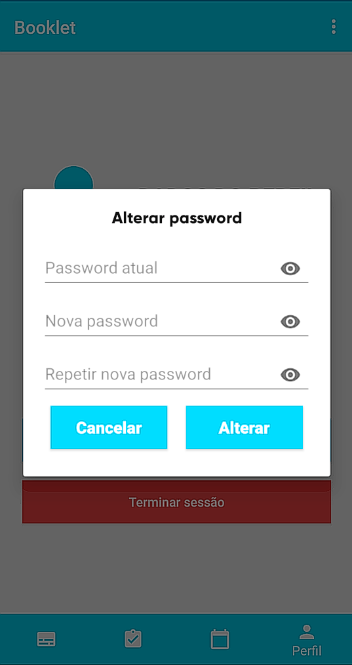 Booklet
Alterar password
Password atual
Nova password
Repetir nova password
Cancelar
Alterar
Terminar sessão
Perfil